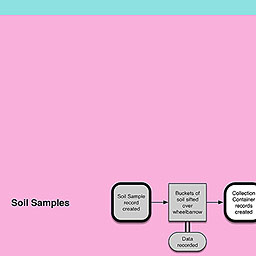 Soil Samples
Soil Sample
record
created
Buckets of
soil sifted
over
wheelbarrow
Collection
Container
records
created
Data
recorded